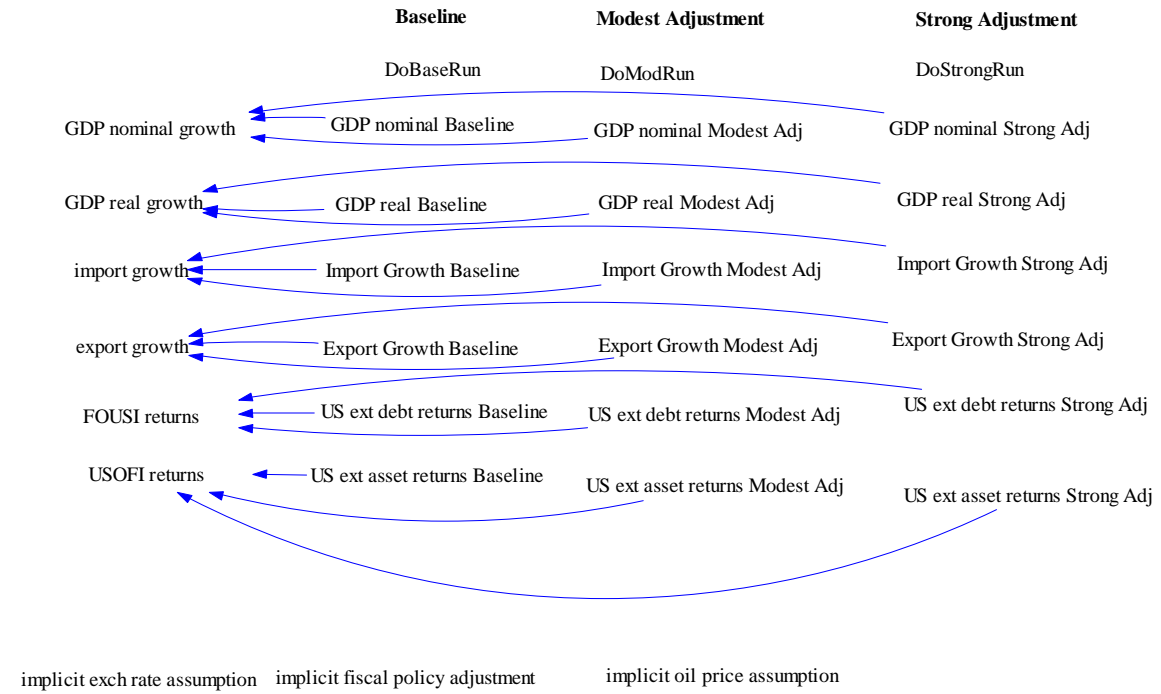 Baseline Modest Adjustment Strong Adjustment
DoBaseRun DoModRun DoStrongRun
GDP nominal growth GDP nominal Baseline GDP nominal Modest Adj GDP nominal Strong Adj
GDP real growth GDP real Baseline GDP real Modest Adj GDP real Strong Adj
import growth Import Growth Baseline Import Growth Modest Adj Import Growth Strong Adj
export growth Export Growth Baseline Export Growth Modest Adj Export Growth Strong Adj
FOUSI returns US ext debt returns Baseline US ext debt returns Modest Adj US ext debt returns Strong Adj
USOFI returns US ext asset returns Baseline US ext asset returns Modest Adj US ext asset returns Strong Adj
implicit exch rate assumption implicit fiscal policy adjustment implicit oil price assumption